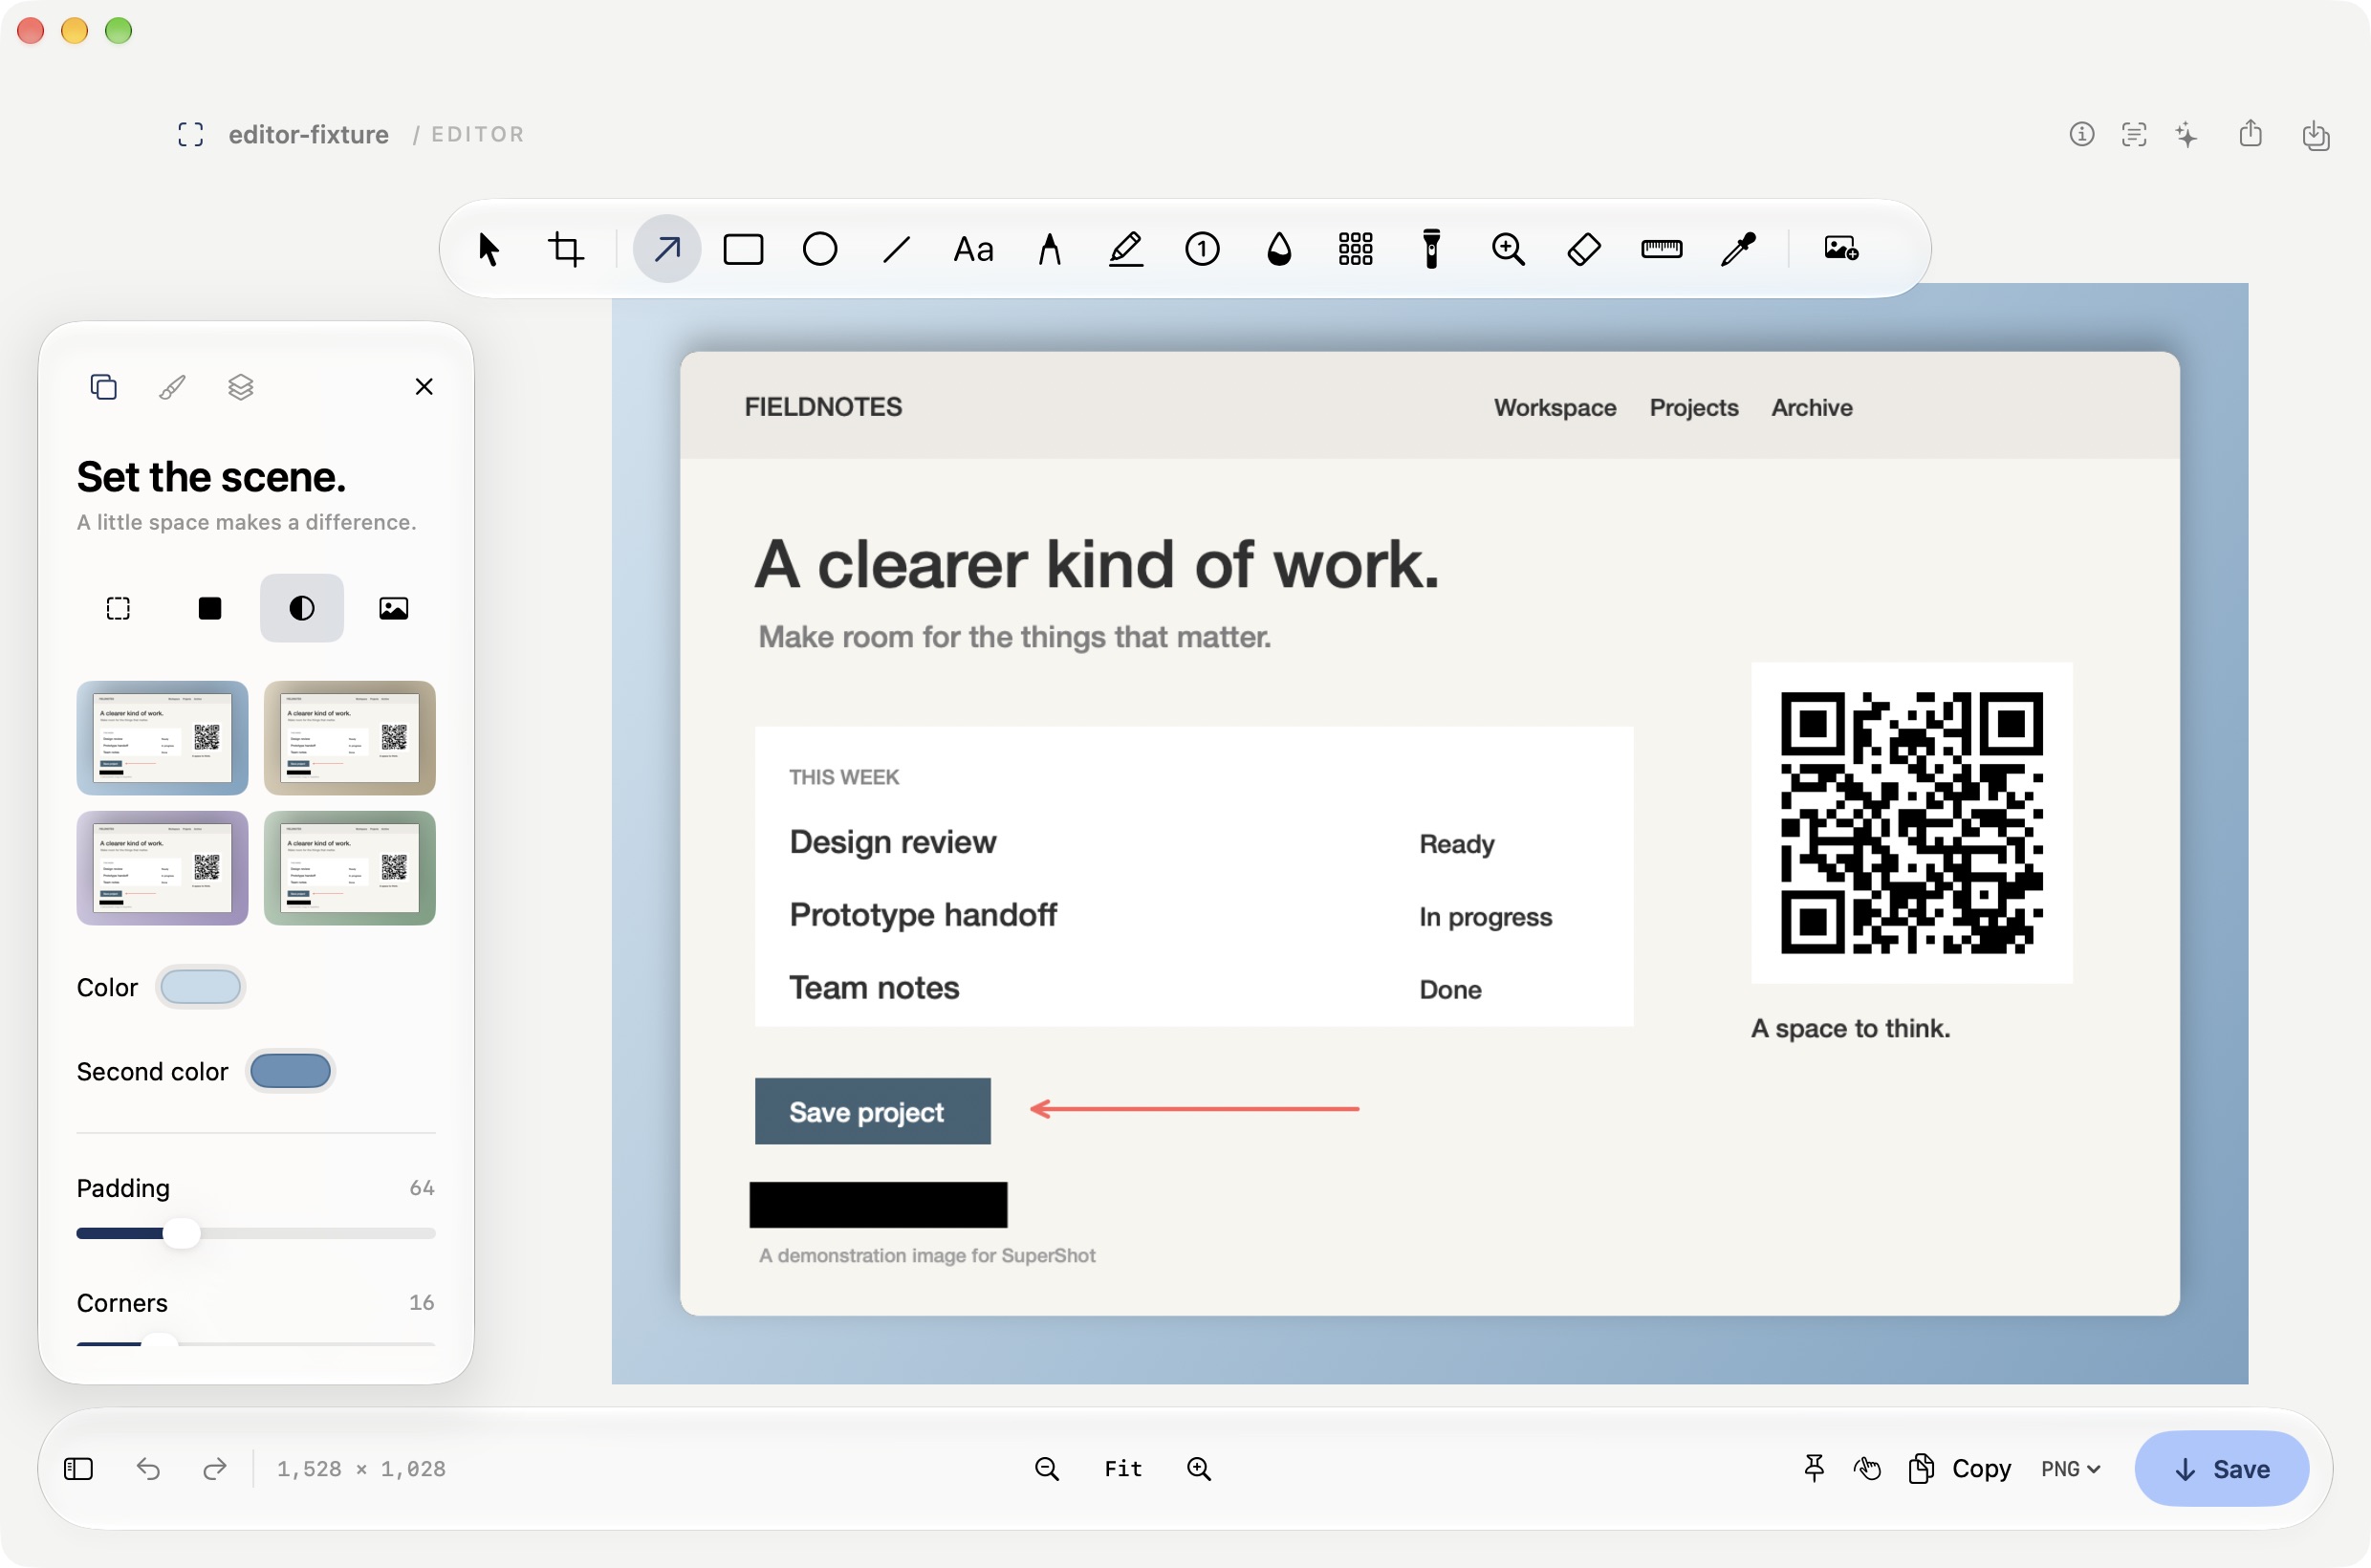 editor-fixture / EDITOR
Aa
1
Set the scene.
A little space makes a difference.
Color
Second color
Padding 64
Corners 16
FIELDNOTES Workspace Projects Archive
A clearer kind of work.
Make room for the things that matter.
THIS WEEK
Design review Ready
Prototype handoff In progress
Team notes Done
A space to think.
Save project
A demonstration image for SuperShot
1,528 × 1,028
Fit
Copy
PNG
Save